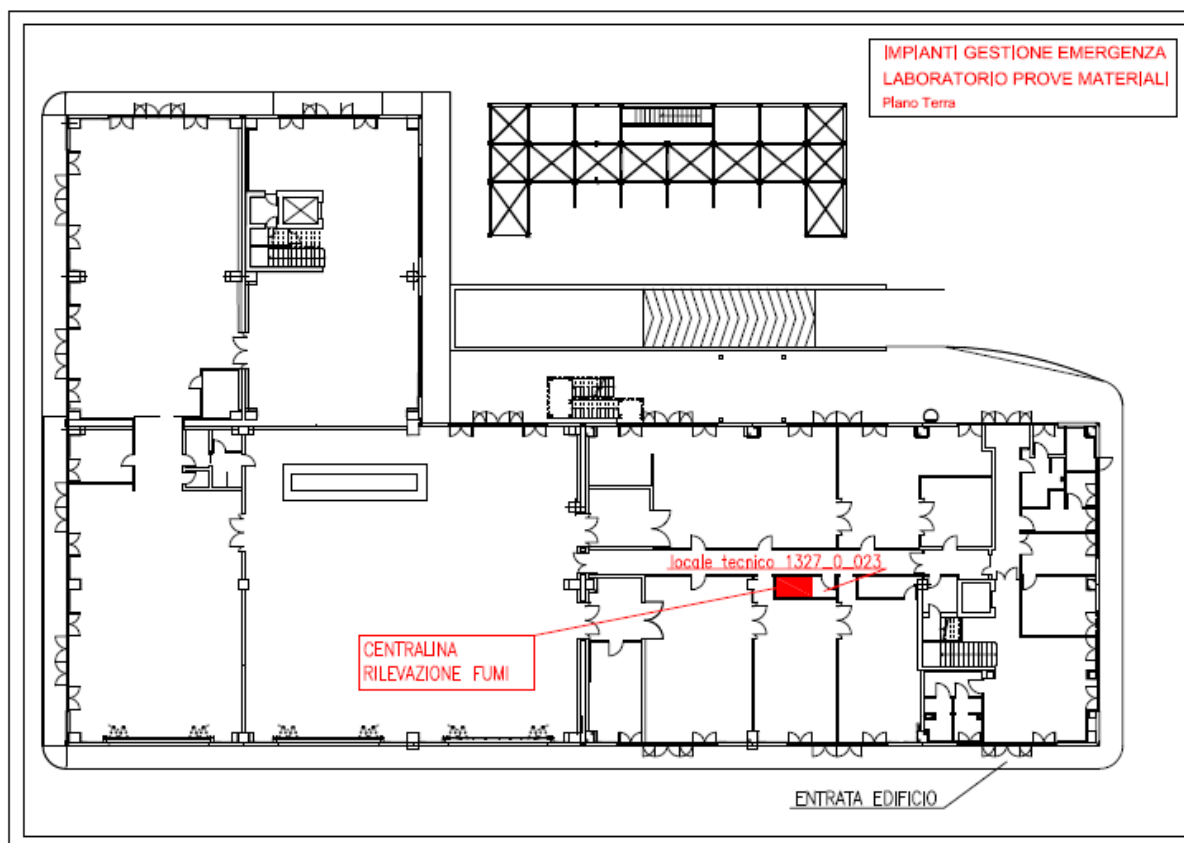 IMPIANTI GESTIONE EMERGENZA
LABORATORIO PROVE MATERIALI
Piano Terra
locale tecnico 1327_0_023
CENTRALINA
RILEVAZIONE FUMI
ENTRATA EDIFICIO